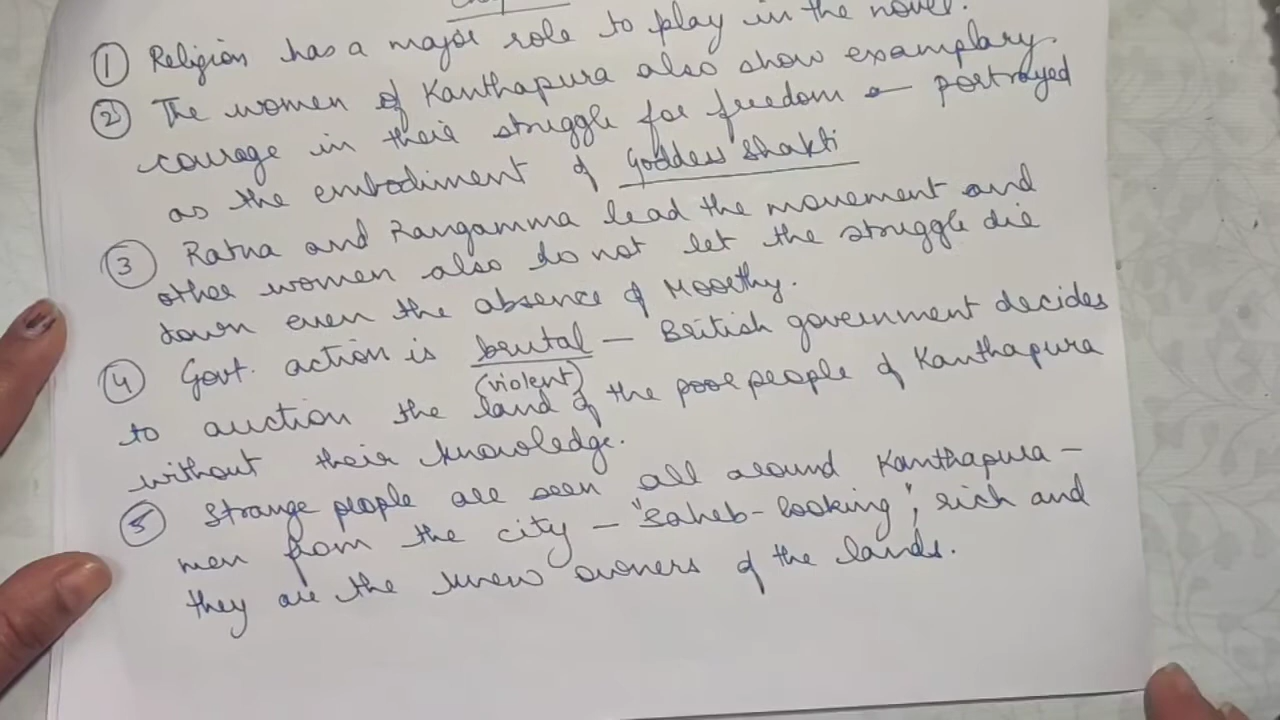 ① Religion has a major role to play in the novel.
② The women of Kanthapura also show examplary
courage in their struggle for freedom — portrayed
as the embodiment of Goddess Shakti
③ Ratna and Rangamma lead the movement and
other women also do not let the struggle die
down even the absence of Moorthy.
④ Govt. action is brutal — British government decides
(violent)
to auction the land of the poor people of Kanthapura
without their knowledge.
⑤ Strange people are seen all around Kanthapura —
men from the city — "Saheb-looking", rich and
they are the new owners of the lands.